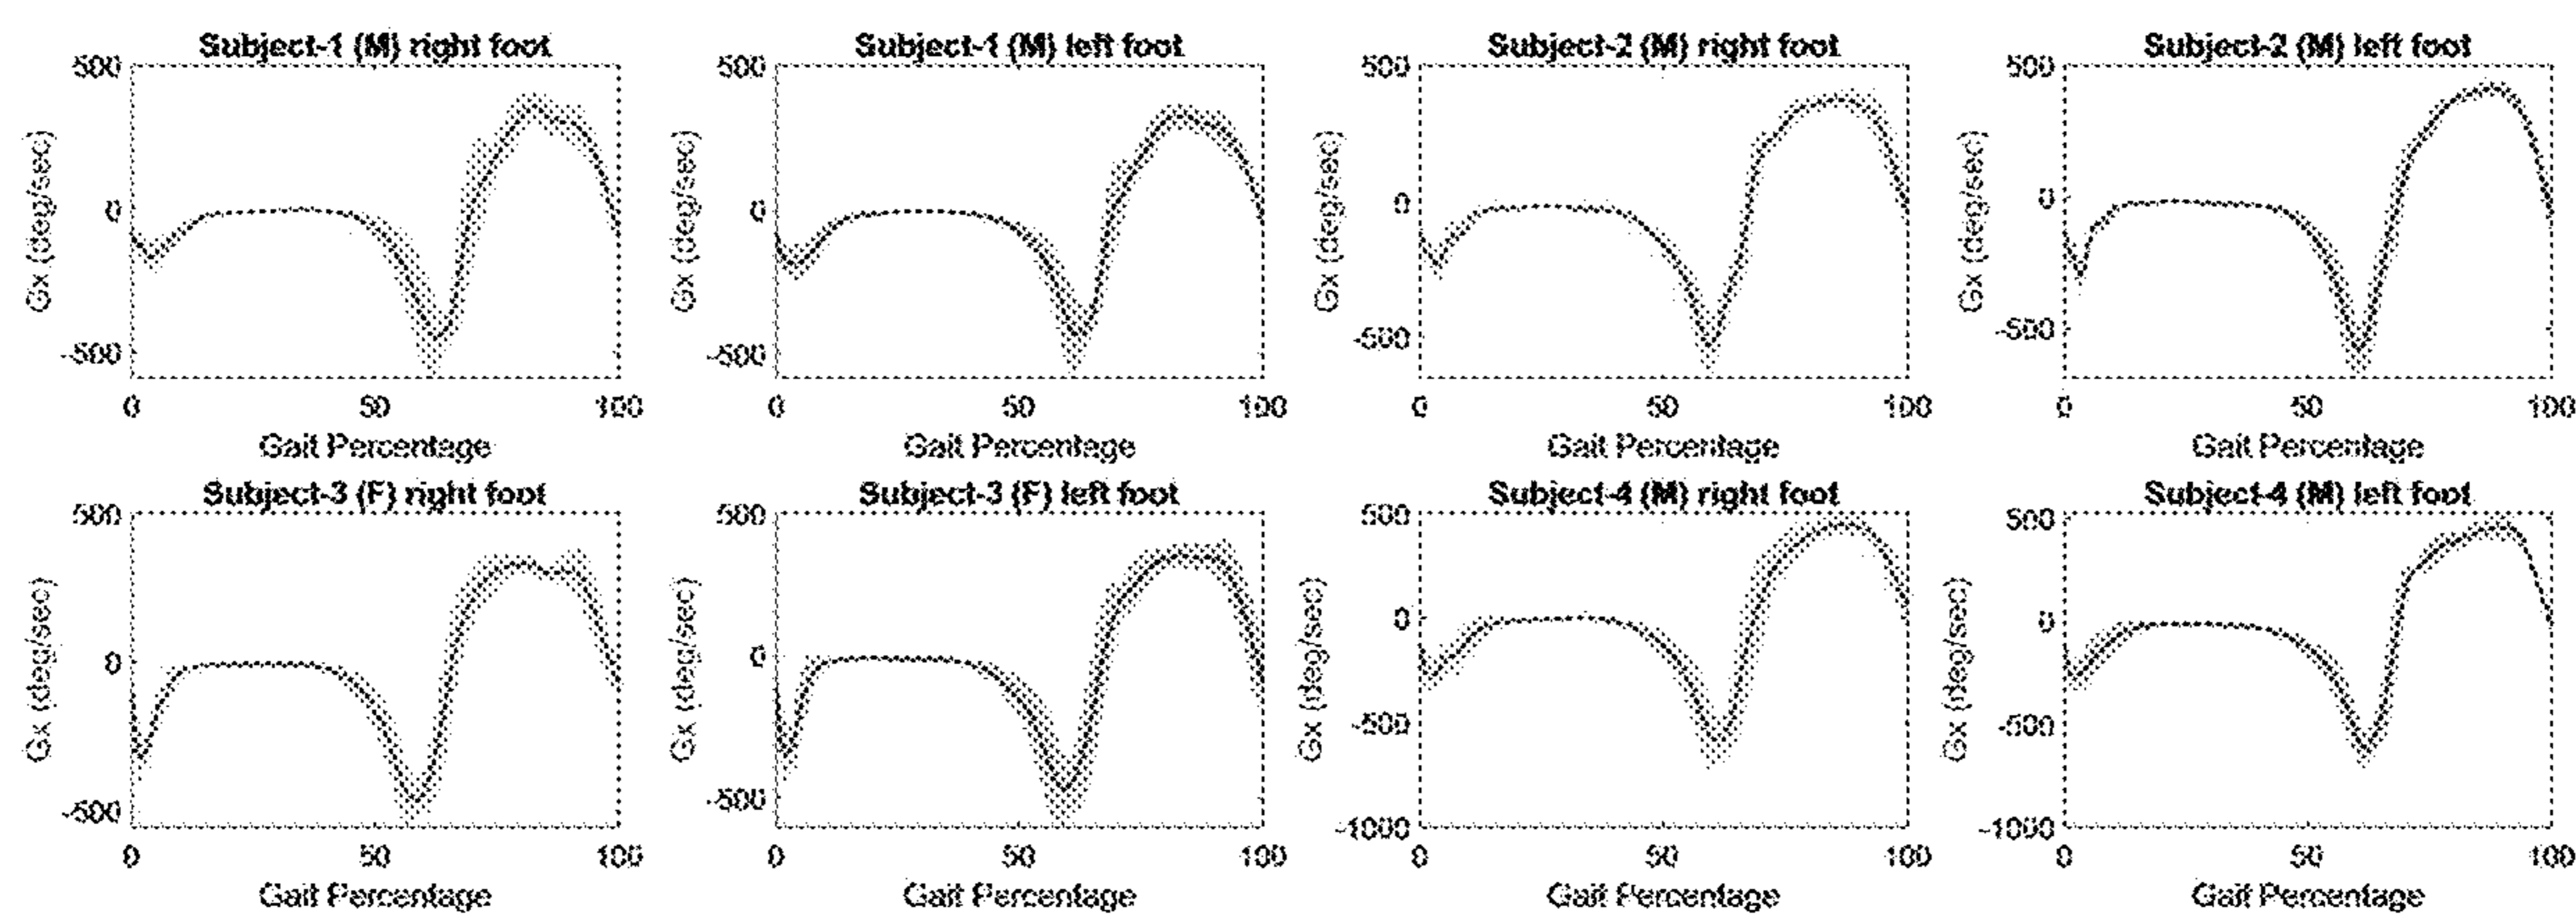 Subject-1 (M) right foot
500
0
-500
Gx (deg/sec)
0 50 100
Gait Percentage
Subject-1 (M) left foot
500
0
-500
Gx (deg/sec)
0 50 100
Gait Percentage
Subject-2 (M) right foot
500
0
-500
Gx (deg/sec)
0 50 100
Gait Percentage
Subject-2 (M) left foot
500
0
-500
Gx (deg/sec)
0 50 100
Gait Percentage
Subject-3 (F) right foot
500
0
-500
Gx (deg/sec)
0 50 100
Gait Percentage
Subject-3 (F) left foot
500
0
-500
Gx (deg/sec)
0 50 100
Gait Percentage
Subject-4 (M) right foot
500
0
-500
-1000
Gx (deg/sec)
0 50 100
Gait Percentage
Subject-4 (M) left foot
500
0
-500
-1000
Gx (deg/sec)
0 50 100
Gait Percentage